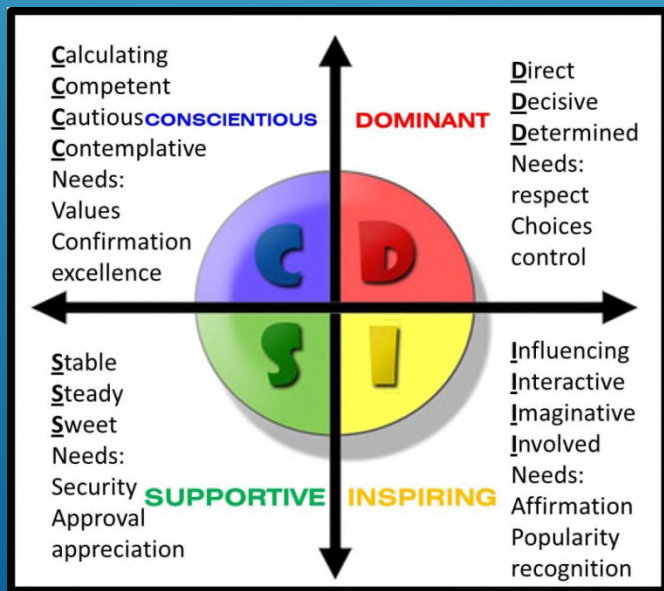 Calculating
Competent
Cautious
Contemplative
Needs:
Values
Confirmation
excellence
CONSCIENTIOUS
DOMINANT
Direct
Decisive
Determined
Needs:
respect
Choices
control
C
D
S
I
Stable
Steady
Sweet
Needs:
Security
Approval
appreciation
SUPPORTIVE
INSPIRING
Influencing
Interactive
Imaginative
Involved
Needs:
Affirmation
Popularity
recognition